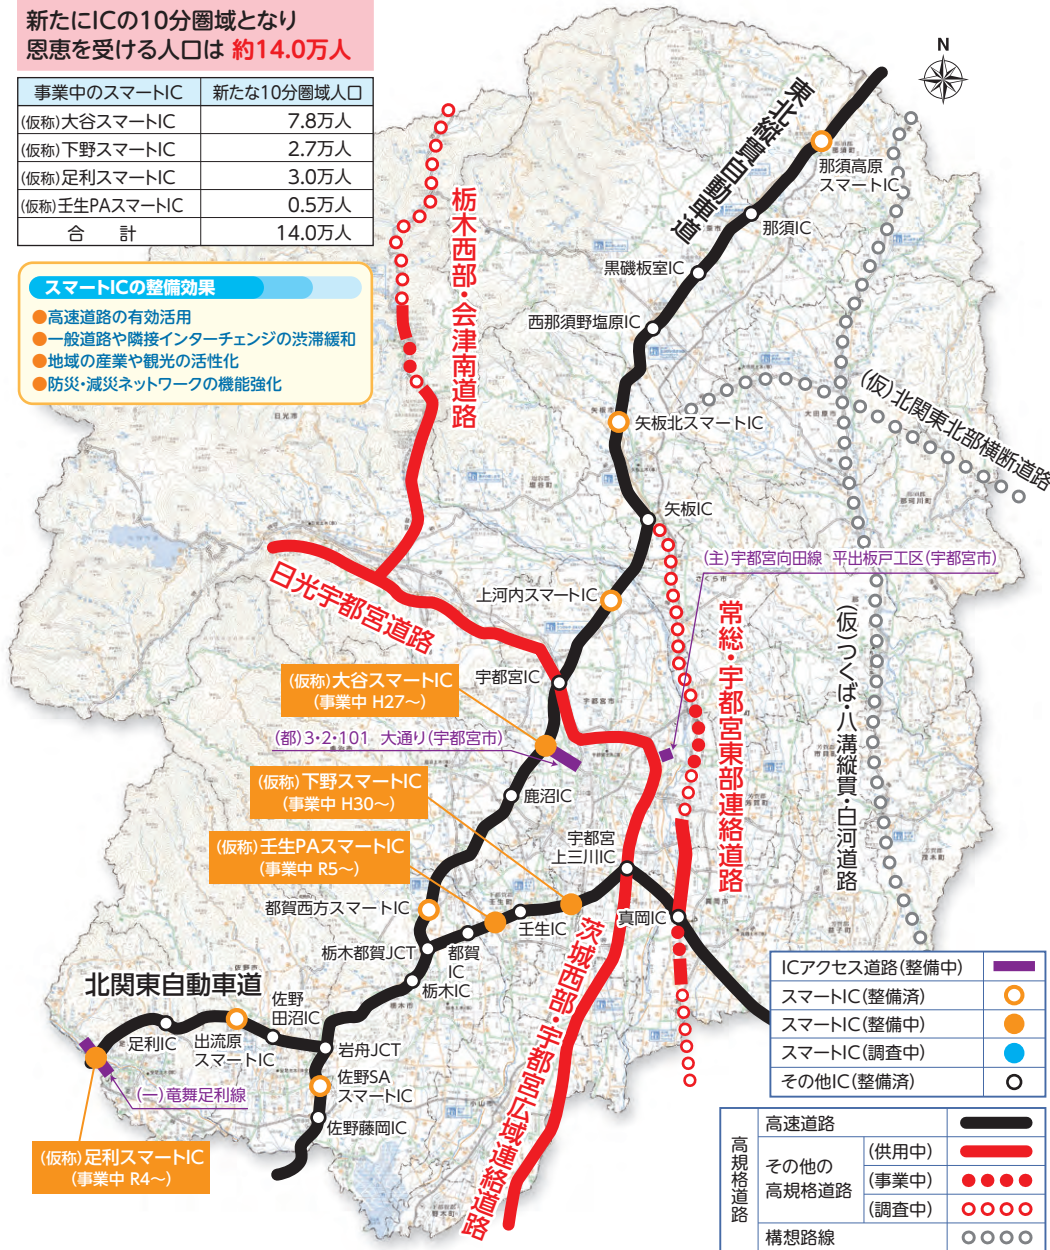 新たにICの10分圏域となり
恩恵を受ける人口は 約14.0万人
事業中のスマートIC 新たな10分圏域人口
(仮称)大谷スマートIC 7.8万人
(仮称)下野スマートIC 2.7万人
(仮称)足利スマートIC 3.0万人
(仮称)壬生PAスマートIC 0.5万人
合 計 14.0万人
スマートICの整備効果
●高速道路の有効活用
●一般道路や隣接インターチェンジの渋滞緩和
●地域の産業や観光の活性化
●防災・減災ネットワークの機能強化
N
東北縦貫自動車道
那須高原
スマートIC
那須IC
黒磯板室IC
西那須野塩原IC
矢板北スマートIC
矢板IC
上河内スマートIC
宇都宮IC
栃木西部・会津南道路
日光宇都宮道路
(仮)北関東北部横断道路
(主)宇都宮向田線 平出板戸工区(宇都宮市)
常総・宇都宮東部連絡道路
(仮)つくば・八溝縦貫・白河道路
(仮称)大谷スマートIC
(事業中 H27～)
(都)3・2・101 大通り(宇都宮市)
(仮称)下野スマートIC
(事業中 H30～)
鹿沼IC
(仮称)壬生PAスマートIC
(事業中 R5～)
宇都宮
上三川IC
都賀西方スマートIC
壬生IC
真岡IC
栃木都賀JCT
都賀
IC
栃木IC
茨城西部・宇都宮広域連絡道路
北関東自動車道
佐野
田沼IC
足利IC
出流原
スマートIC
岩舟JCT
佐野SA
スマートIC
(一)竜舞足利線
佐野藤岡IC
(仮称)足利スマートIC
(事業中 R4～)
ICアクセス道路(整備中)
スマートIC(整備済)
スマートIC(整備中)
スマートIC(調査中)
その他IC(整備済)
高規格道路
高速道路
その他の
高規格道路
(供用中)
(事業中)
(調査中)
構想路線